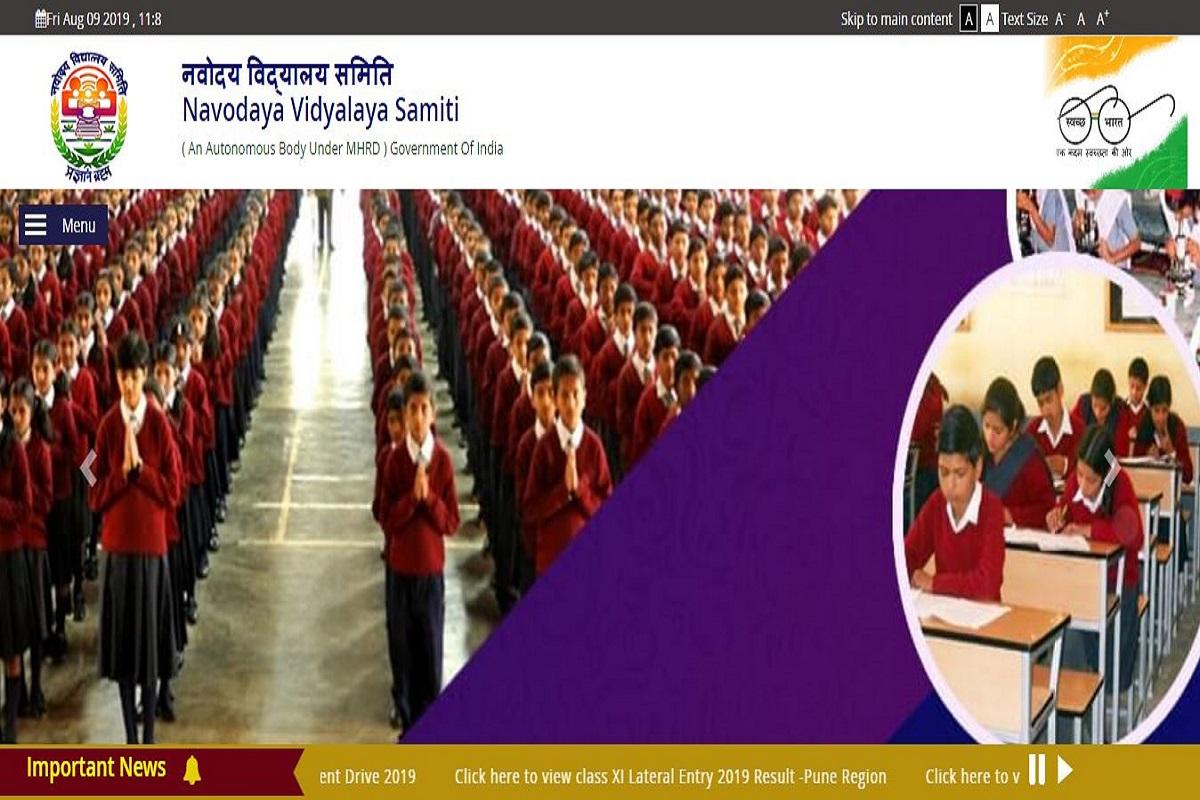 Fri Aug 09 2019 , 11:8
Skip to main content A A Text Size A- A A+
नवोदय विद्यालय समिति
प्रज्ञानं ब्रह्म
नवोदय विद्‌यालय समिति
Navodaya Vidyalaya Samiti
( An Autonomous Body Under MHRD ) Government Of India
स्वच्छ भारत
एक कदम स्वच्छता की ओर
Menu
Important News
ent Drive 2019 Click here to view class XI Lateral Entry 2019 Result -Pune Region Click here to v